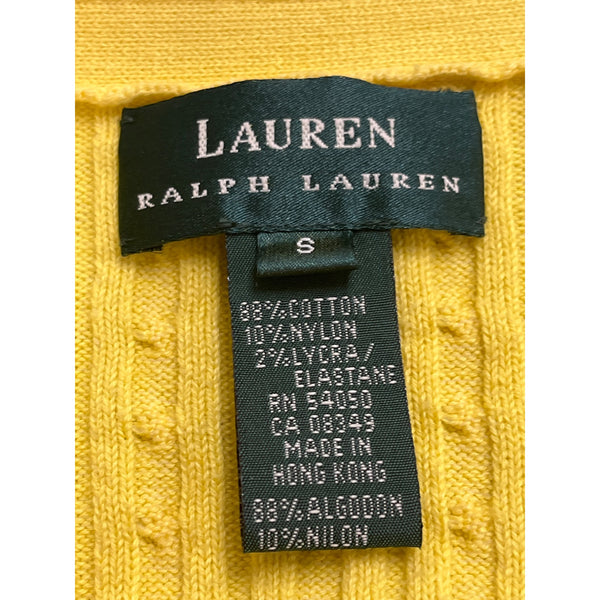 LAUREN
RALPH LAUREN
S
88%COTTON
10%NYLON
2%LYCRA/
ELASTANE
RN 54050
CA 08349
MADE IN
HONG KONG
88%ALGODON
10%NILON